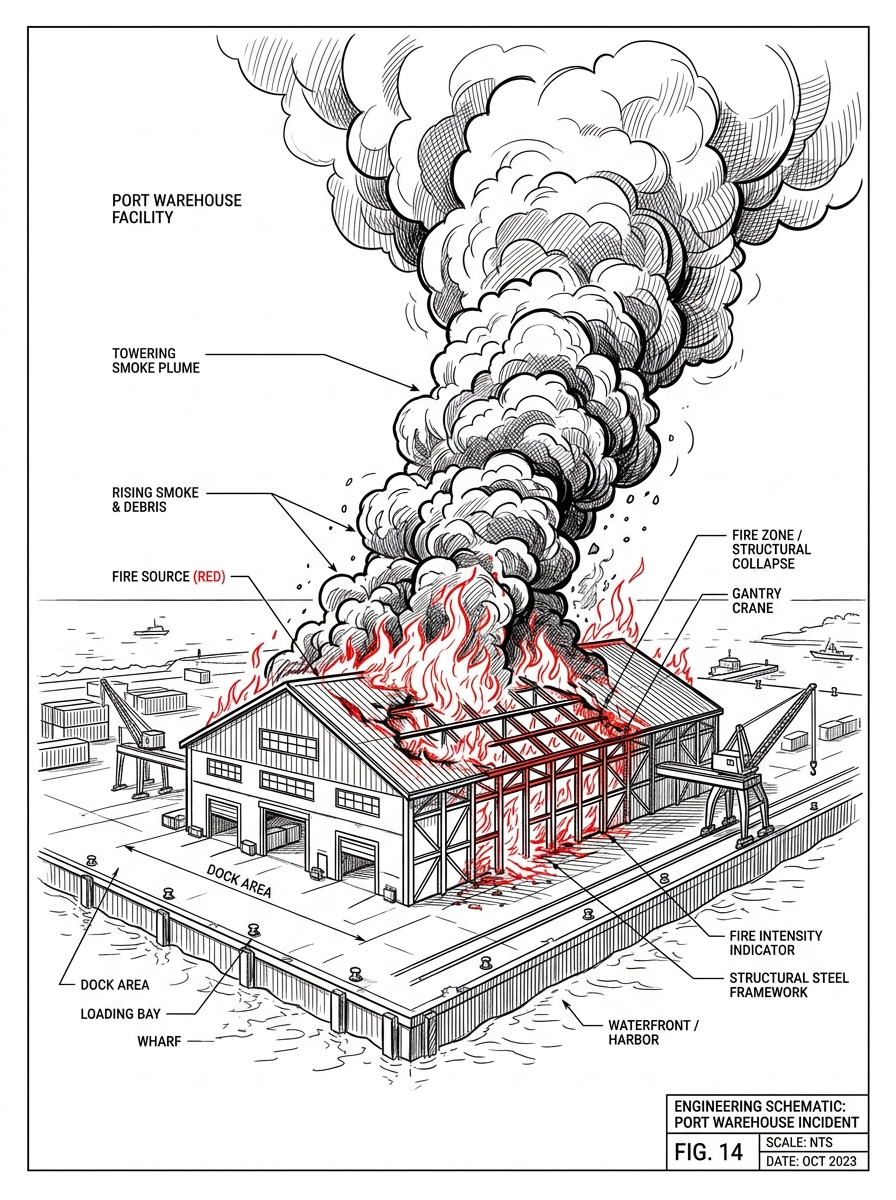 PORT WAREHOUSE
FACILITY
TOWERING
SMOKE PLUME
RISING SMOKE
& DEBRIS
FIRE SOURCE (RED)
FIRE ZONE /
STRUCTURAL
COLLAPSE
GANTRY
CRANE
DOCK AREA
FIRE INTENSITY
INDICATOR
STRUCTURAL STEEL
FRAMEWORK
DOCK AREA
LOADING BAY
WHARF
WATERFRONT /
HARBOR
ENGINEERING SCHEMATIC:
PORT WAREHOUSE INCIDENT
FIG. 14
SCALE: NTS
DATE: OCT 2023